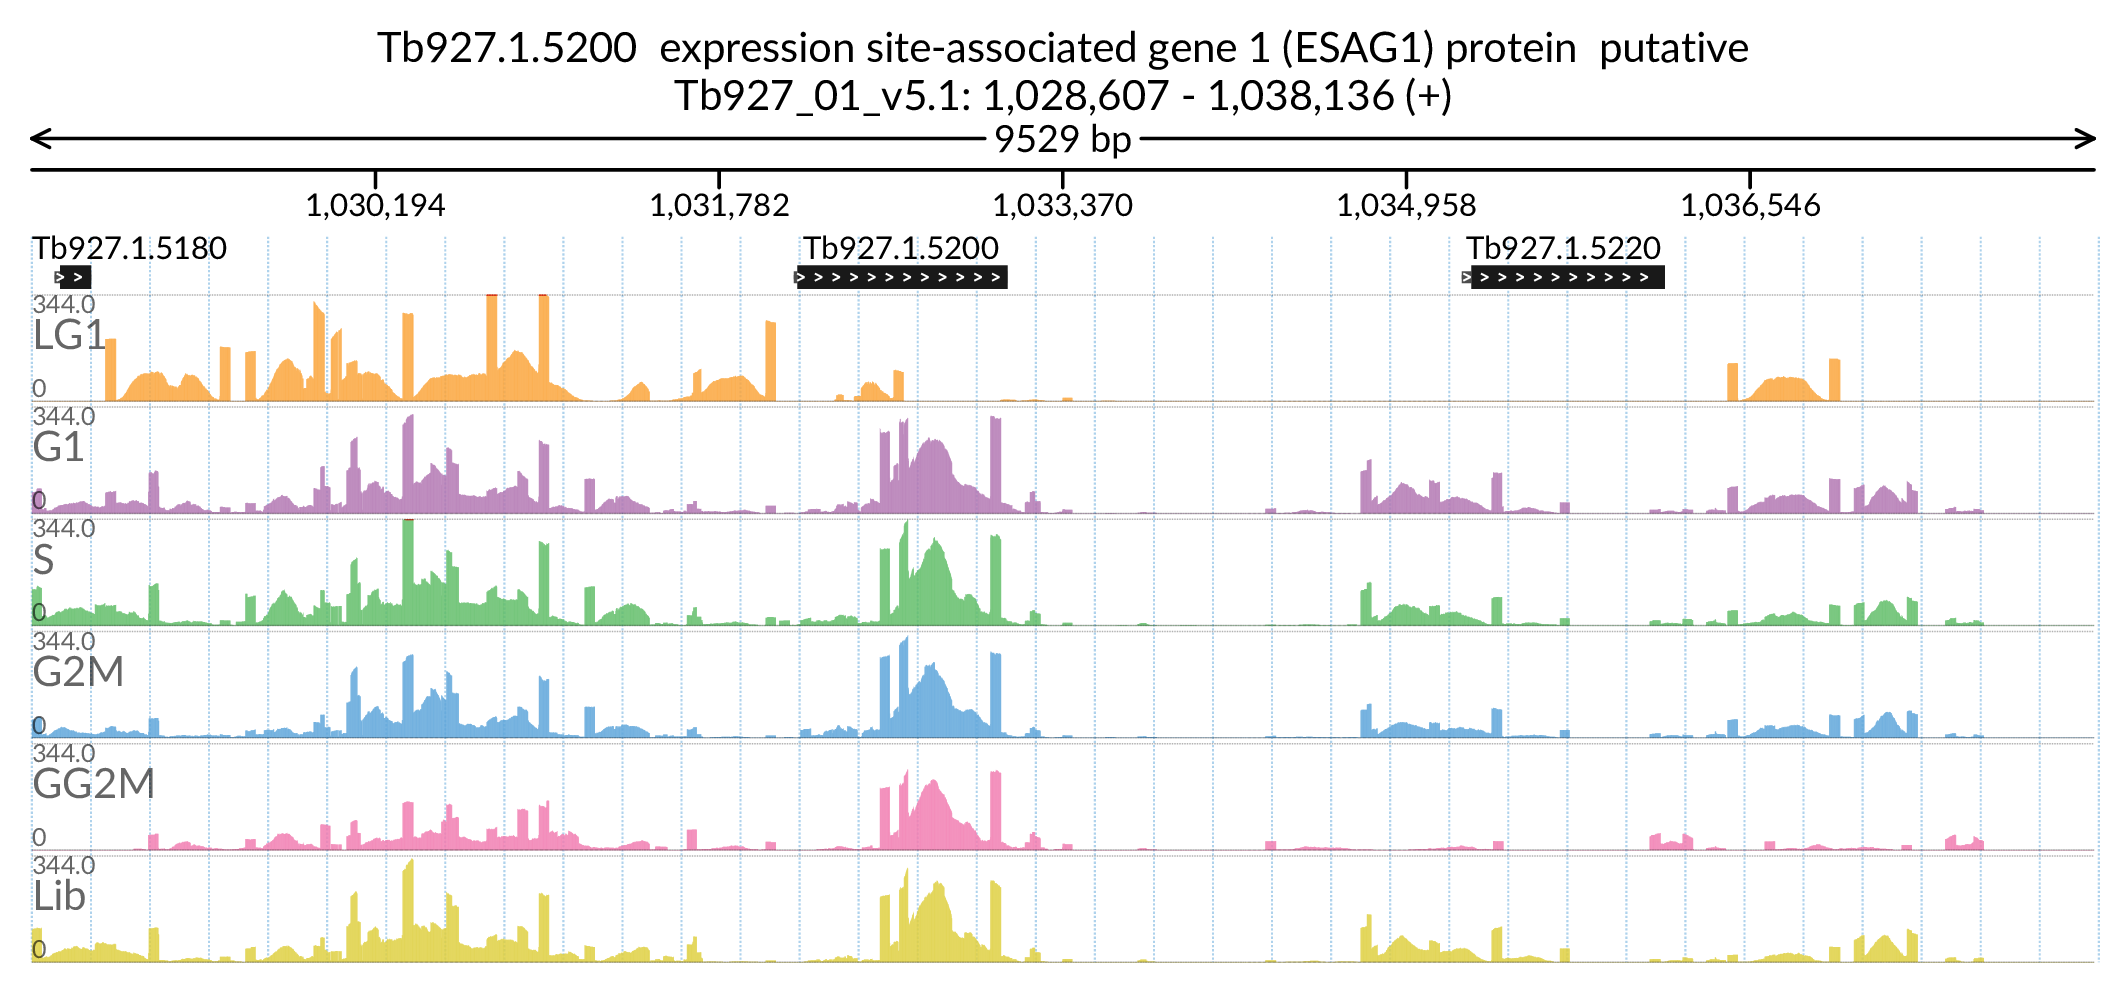 Tb927.1.5200  expression site-associated gene 1 (ESAG1) protein  putative
Tb927_01_v5.1: 1,028,607 - 1,038,136 (+)
9529 bp
1,030,194 1,031,782 1,033,370 1,034,958 1,036,546
Tb927.1.5180 Tb927.1.5200 Tb927.1.5220
344.0
LG1
0
344.0
G1
0
344.0
S
0
344.0
G2M
0
344.0
GG2M
0
344.0
Lib
0